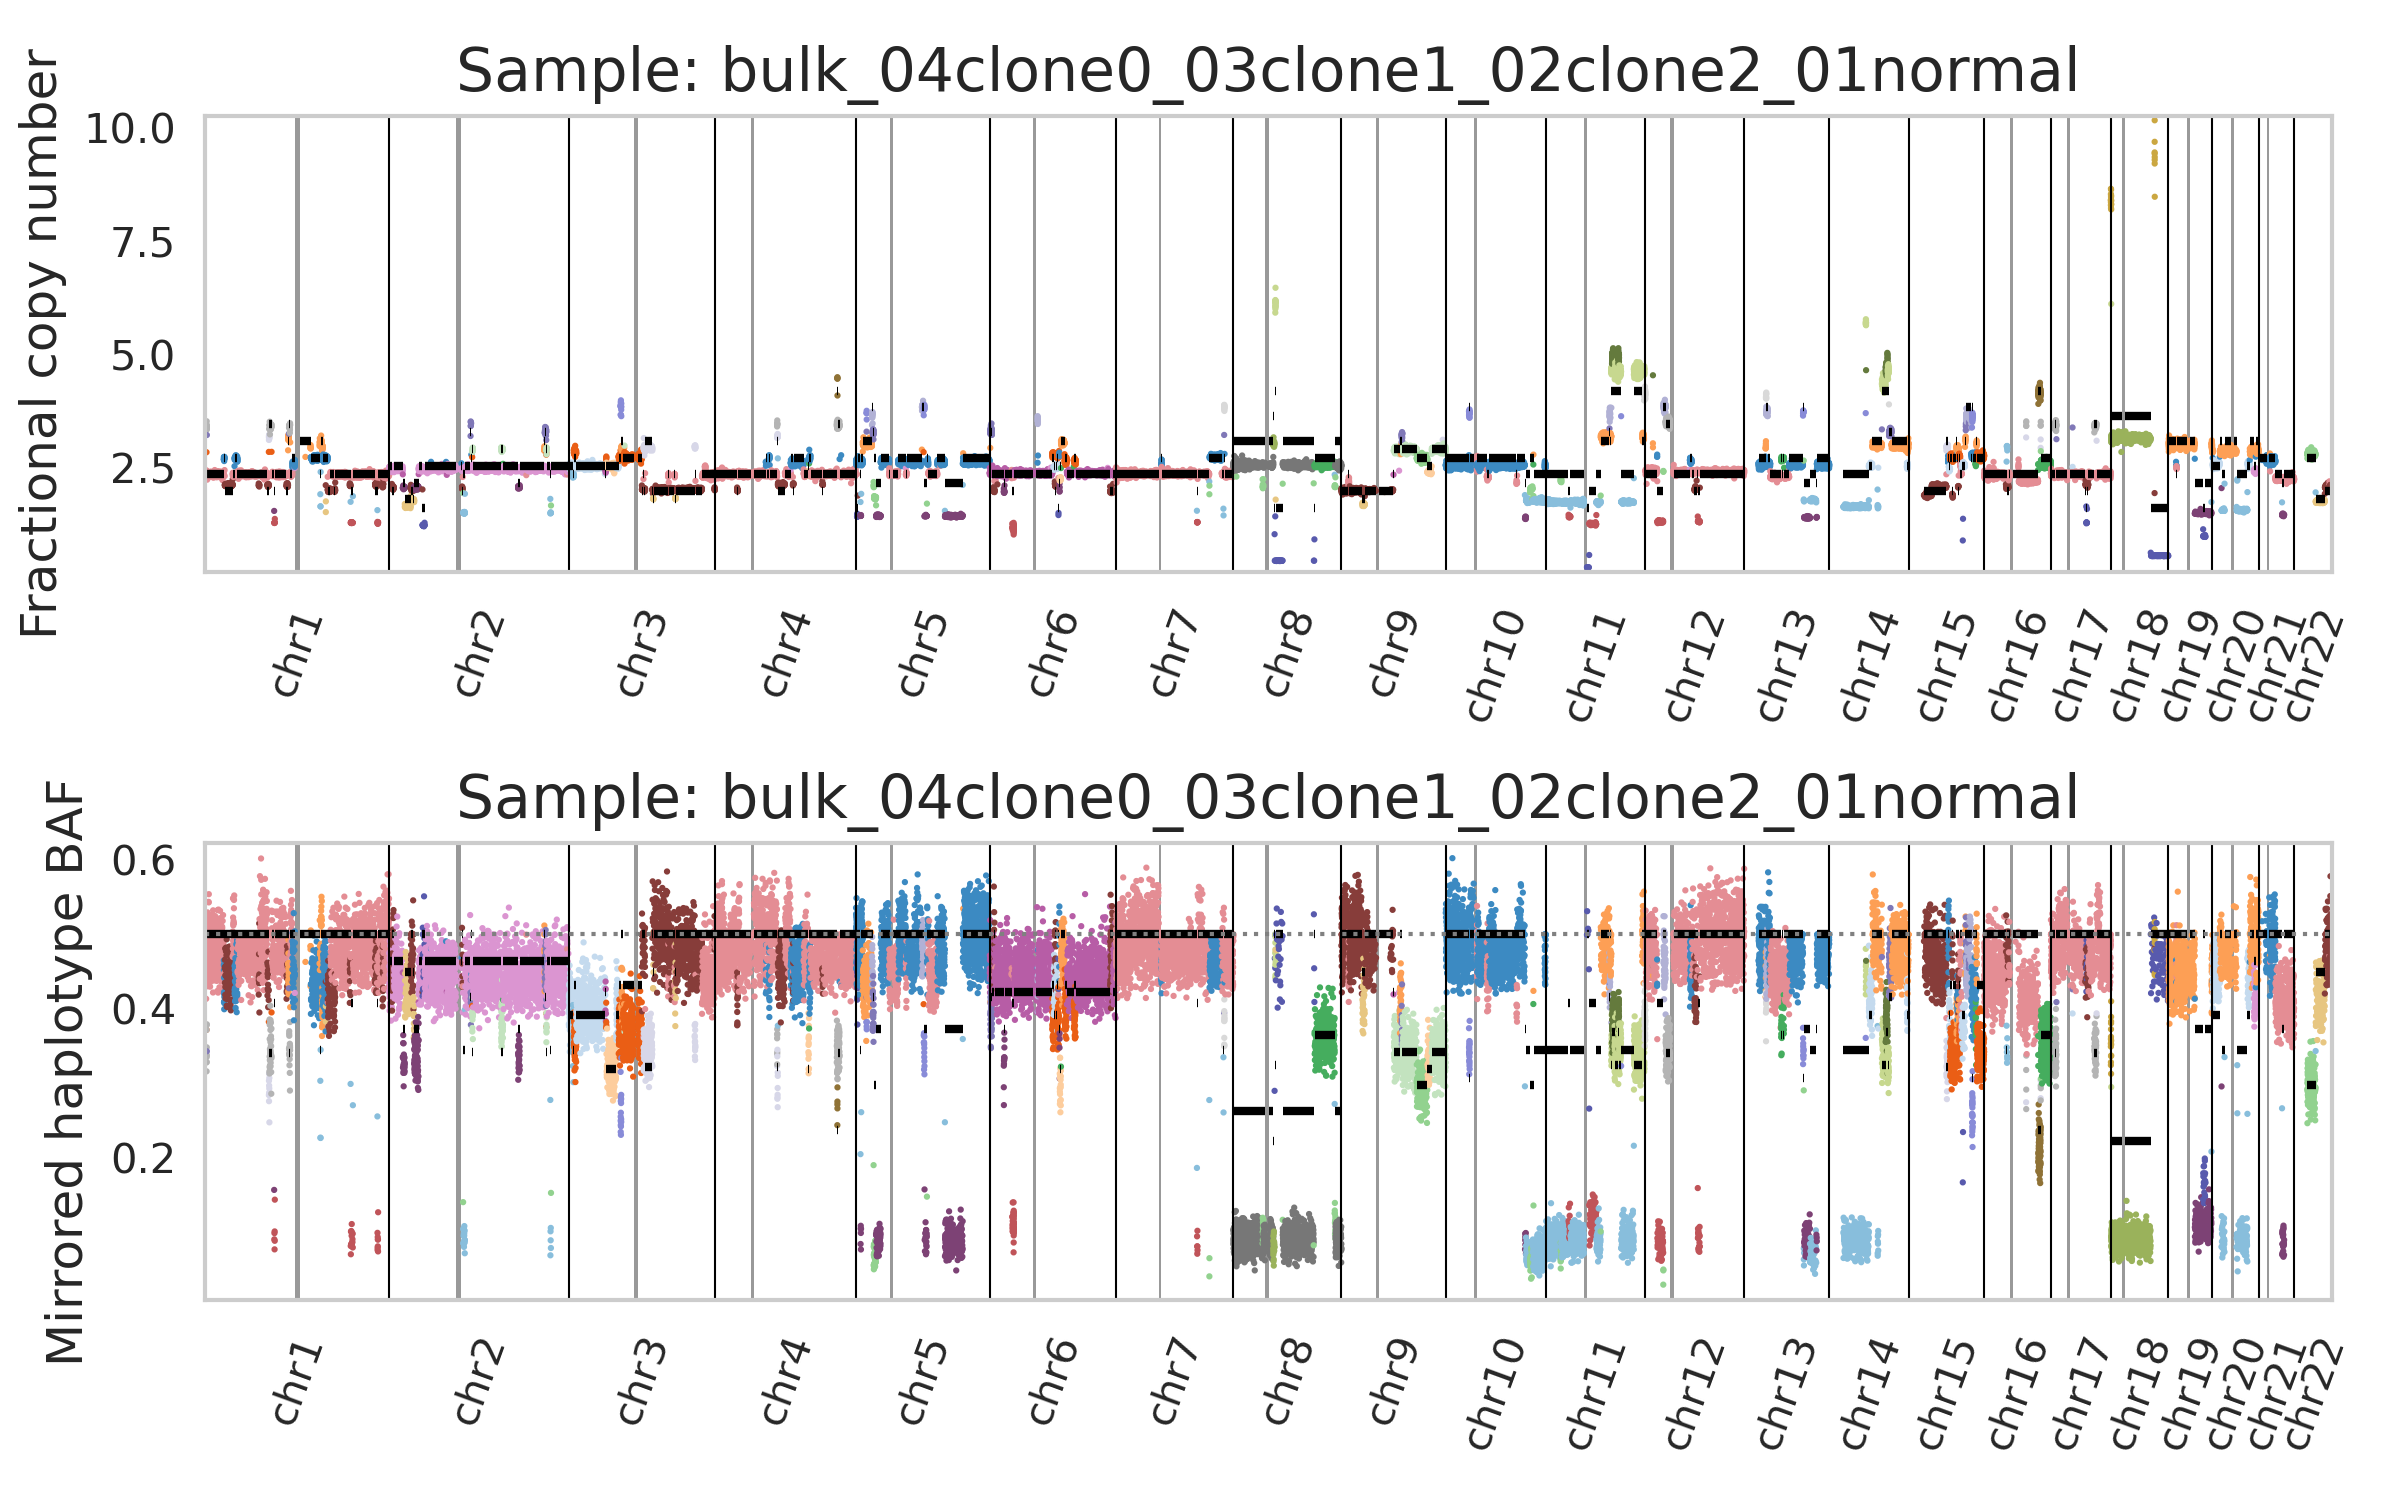 Sample: bulk_04clone0_03clone1_02clone2_01normal
Fractional copy number
10.0
7.5
5.0
2.5
chr1 chr2 chr3 chr4 chr5 chr6 chr7 chr8 chr9 chr10 chr11 chr12 chr13 chr14 chr15 chr16 chr17 chr18 chr19 chr20 chr21 chr22
Sample: bulk_04clone0_03clone1_02clone2_01normal
Mirrored haplotype BAF
0.6
0.4
0.2
chr1 chr2 chr3 chr4 chr5 chr6 chr7 chr8 chr9 chr10 chr11 chr12 chr13 chr14 chr15 chr16 chr17 chr18 chr19 chr20 chr21 chr22